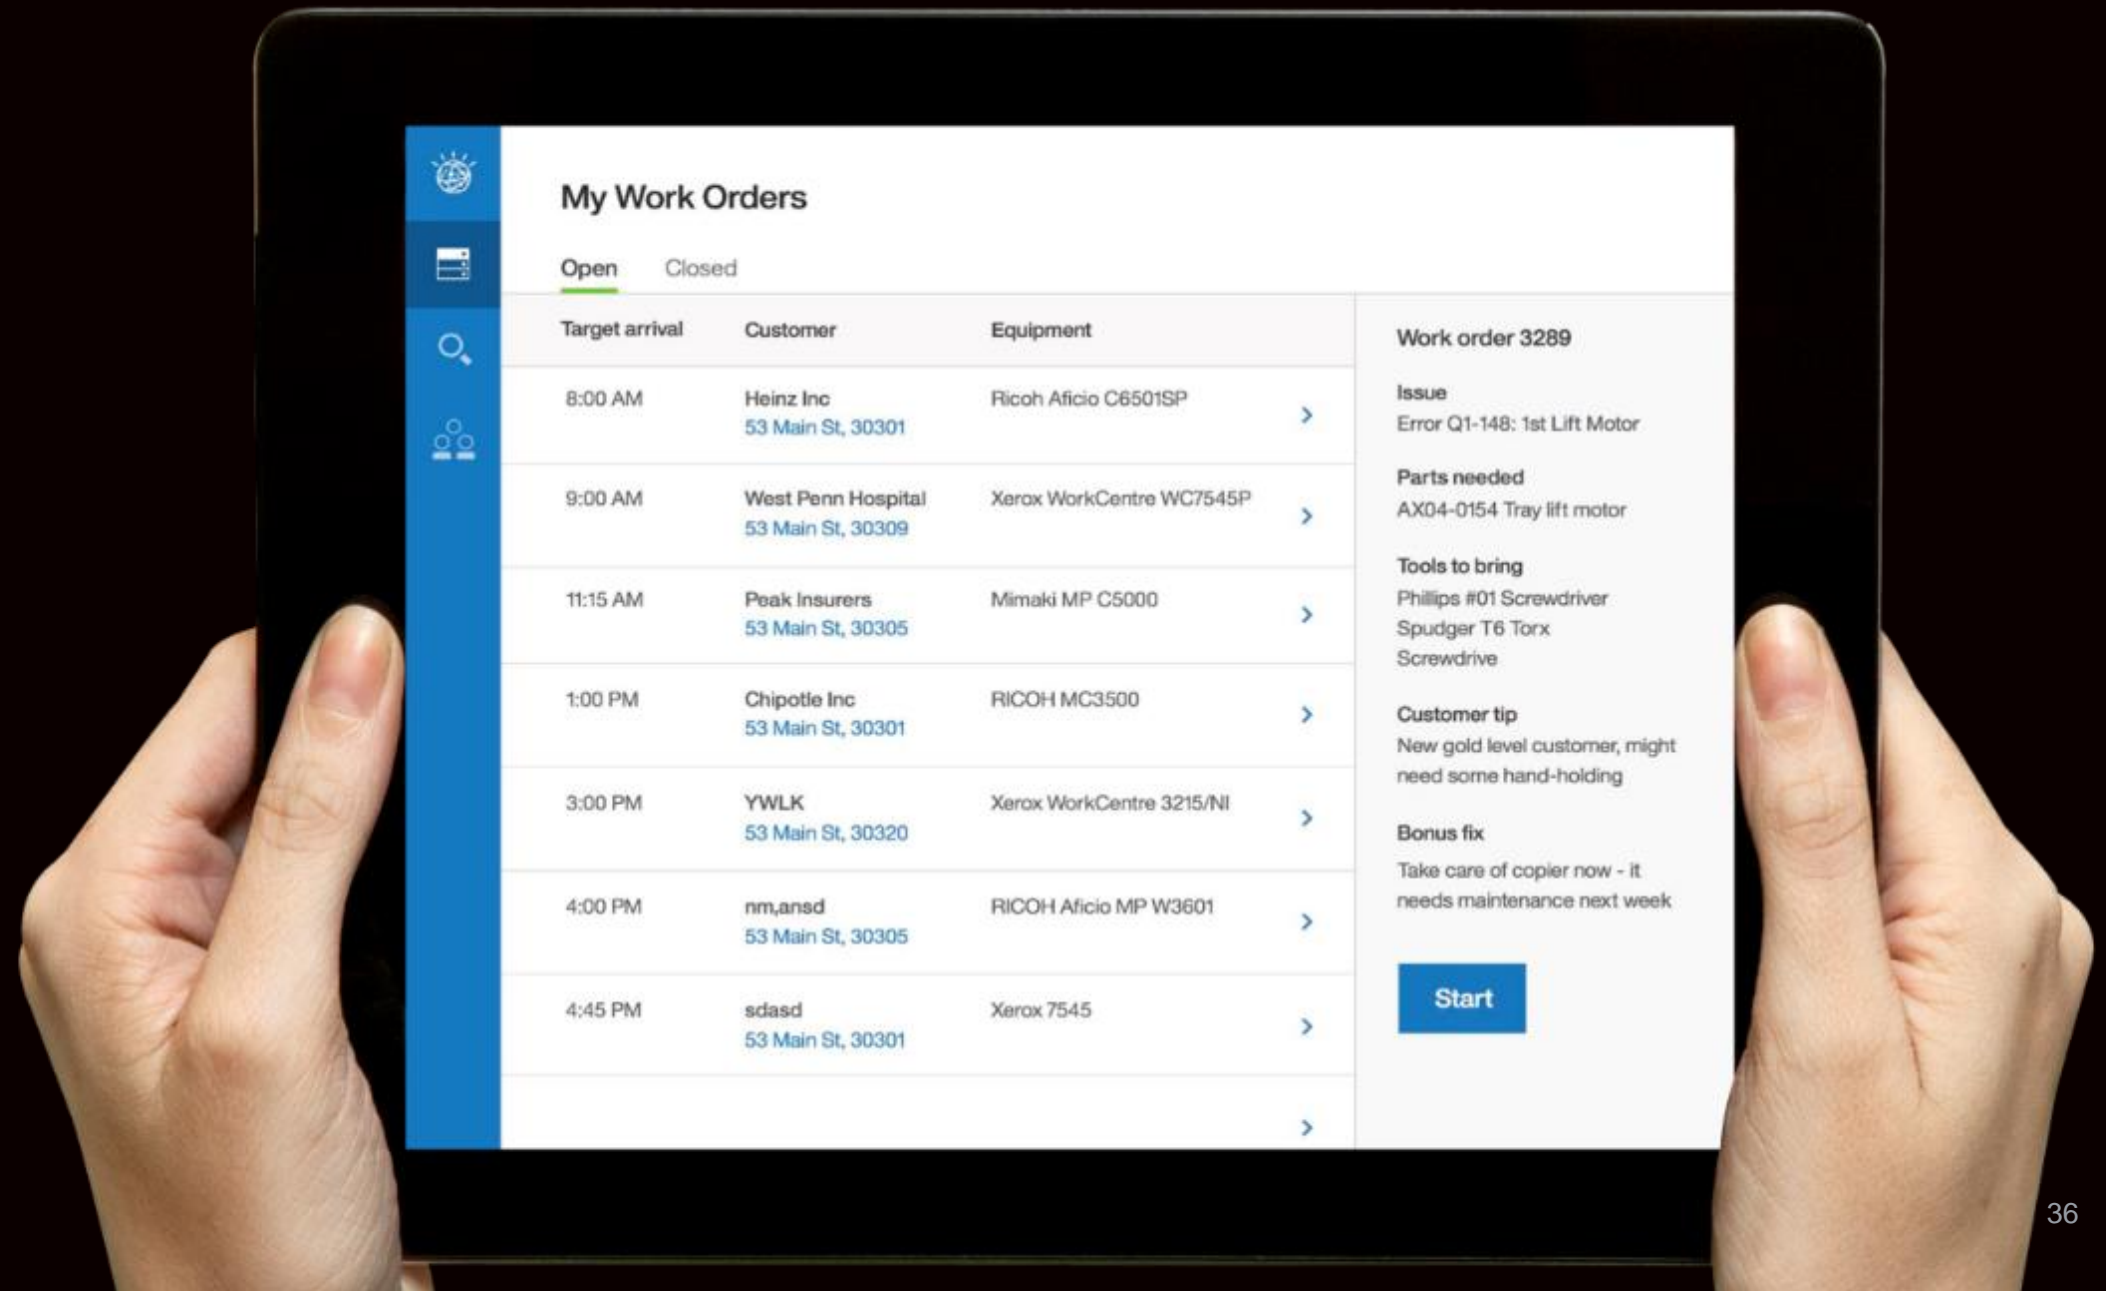 My Work Orders
Open Closed
Target arrival Customer Equipment
8:00 AM Heinz Inc Ricoh Aficio C6501SP
53 Main St, 30301
9:00 AM West Penn Hospital Xerox WorkCentre WC7545P
53 Main St, 30309
11:15 AM Peak Insurers Mimaki MP C5000
53 Main St, 30305
1:00 PM Chipotle Inc RICOH MC3500
53 Main St, 30301
3:00 PM YWLK Xerox WorkCentre 3215/NI
53 Main St, 30320
4:00 PM nm,ansd RICOH Aficio MP W3601
53 Main St, 30305
4:45 PM sdasd Xerox 7545
53 Main St, 30301
Work order 3289
Issue
Error Q1-148: 1st Lift Motor
Parts needed
AX04-0154 Tray lift motor
Tools to bring
Phillips #01 Screwdriver
Spudger T6 Torx
Screwdrive
Customer tip
New gold level customer, might
need some hand-holding
Bonus fix
Take care of copier now - it
needs maintenance next week
Start
36